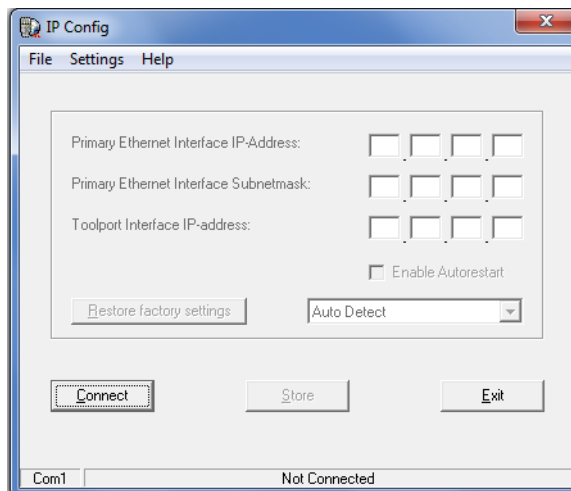 IP Config
File Settings Help
Primary Ethernet Interface IP-Address:
Primary Ethernet Interface Subnetmask:
Toolport Interface IP-address:
Enable Autorestart
Restore factory settings Auto Detect
Connect Store Exit
Com1 Not Connected